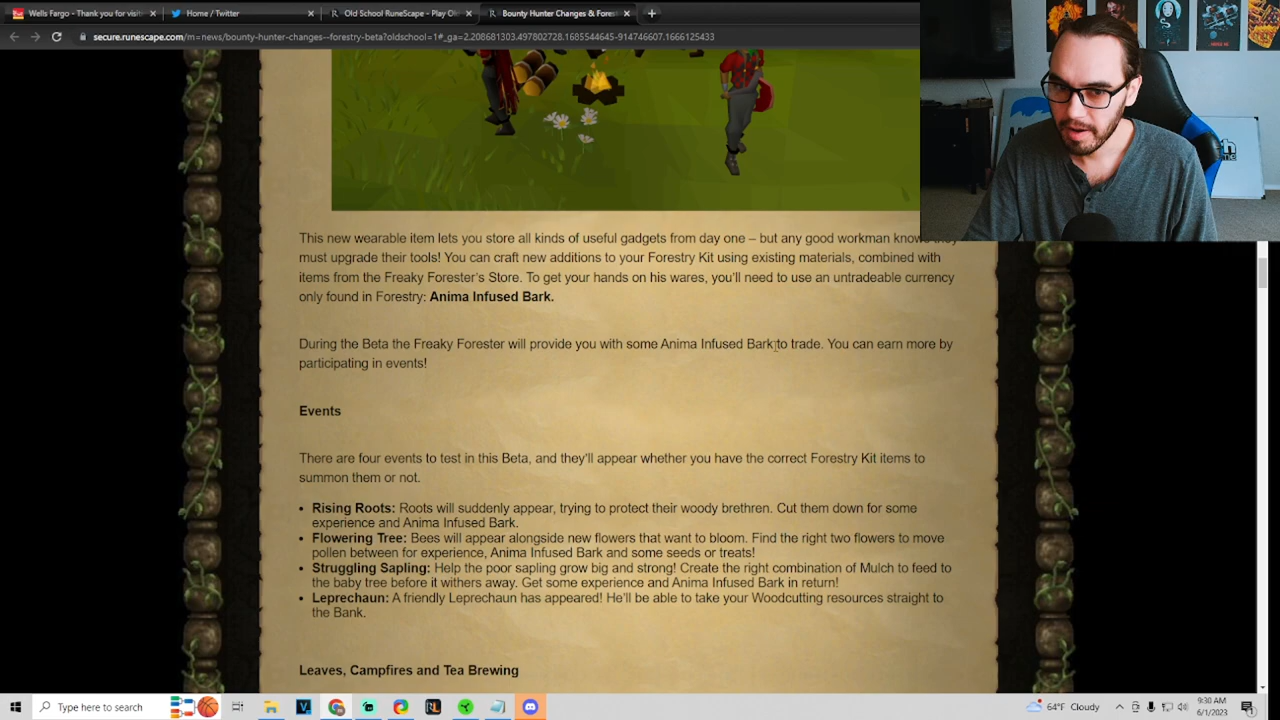 Wells Fargo - Thank you for visit
Home / Twitter
Old School RuneScape - Play Ol
Bounty Hunter Changes & Fores
secure.runescape.com/m=news/bounty-hunter-changes--forestry-beta?oldschool=1#_ga=2.208681303.497802728.1685544645-914746607.1666125433
This new wearable item lets you store all kinds of useful gadgets from day one – but any good workman knows they
must upgrade their tools! You can craft new additions to your Forestry Kit using existing materials, combined with
items from the Freaky Forester's Store. To get your hands on his wares, you'll need to use an untradeable currency
only found in Forestry: Anima Infused Bark.
During the Beta the Freaky Forester will provide you with some Anima Infused Bark to trade. You can earn more by
participating in events!
Events
There are four events to test in this Beta, and they'll appear whether you have the correct Forestry Kit items to
summon them or not.
• Rising Roots: Roots will suddenly appear, trying to protect their woody brethren. Cut them down for some
experience and Anima Infused Bark.
• Flowering Tree: Bees will appear alongside new flowers that want to bloom. Find the right two flowers to move
pollen between for experience, Anima Infused Bark and some seeds or treats!
• Struggling Sapling: Help the poor sapling grow big and strong! Create the right combination of Mulch to feed to
the baby tree before it withers away. Get some experience and Anima Infused Bark in return!
• Leprechaun: A friendly Leprechaun has appeared! He'll be able to take your Woodcutting resources straight to
the Bank.
Leaves, Campfires and Tea Brewing
Type here to search
64°F Cloudy
9:30 AM
6/1/2023